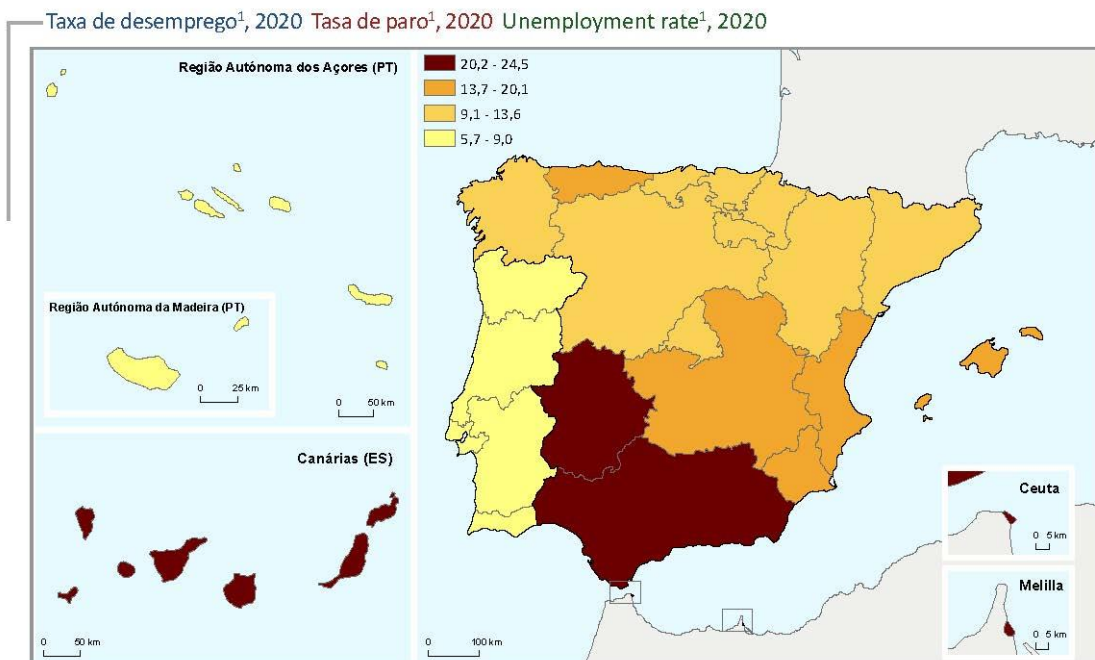 Taxa de desemprego¹, 2020 Tasa de paro¹, 2020 Unemployment rate¹, 2020
Região Autónoma dos Açores (PT)
20,2 - 24,5
13,7 - 20,1
9,1 - 13,6
5,7 - 9,0
Região Autónoma da Madeira (PT)
0 25 km
0 50 km
Canárias (ES)
0 50 km
0 100 km
Ceuta
0 5 km
Melilla
0 5 km